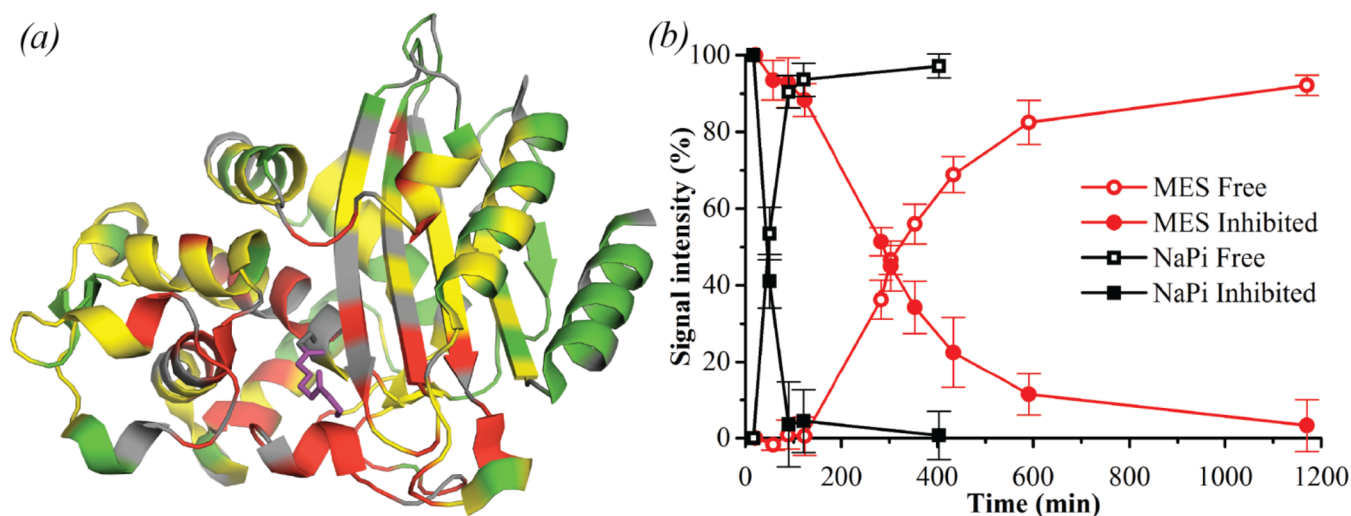 (a)
(b)
100
80
60
40
20
0
Signal intensity (%)
MES Free
MES Inhibited
NaPi Free
NaPi Inhibited
0 200 400 600 800 1000 1200
Time (min)